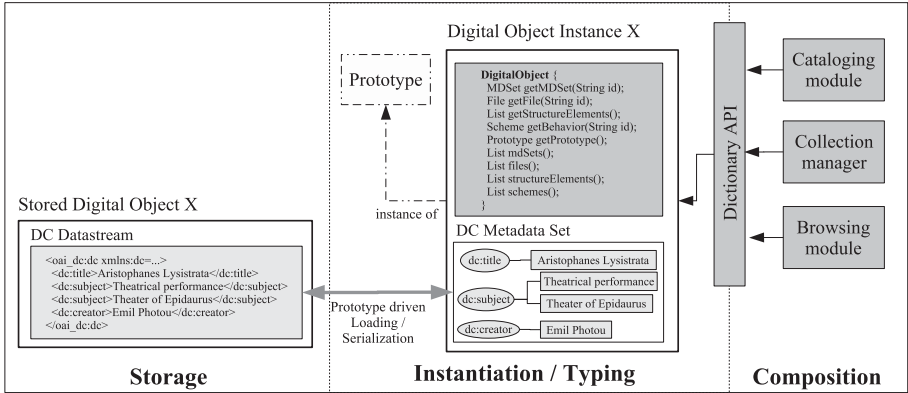 Stored Digital Object X
DC Datastream
<oai_dc:dc xmlns:dc=...>
<dc:title>Aristophanes Lysistrata</dc:title>
<dc:subject>Theatrical performance</dc:subject>
<dc:subject>Theater of Epidaurus</dc:subject>
<dc:creator>Emil Photou</dc:creator>
</oai_dc:dc>
Storage
Prototype
instance of
Prototype driven
Loading /
Serialization
Digital Object Instance X
DigitalObject {
MDSet getMDSet(String id);
File getFile(String id);
List getStructureElements();
Scheme getBehavior(String id);
Prototype getPrototype();
List mdSets();
List files();
List structureElements();
List schemes();
}
DC Metadata Set
dc:title Aristophanes Lysistrata
dc:subject Theatrical performance
Theater of Epidaurus
dc:creator Emil Photou
Instantiation / Typing
Dictionary API
Cataloging
module
Collection
manager
Browsing
module
Composition